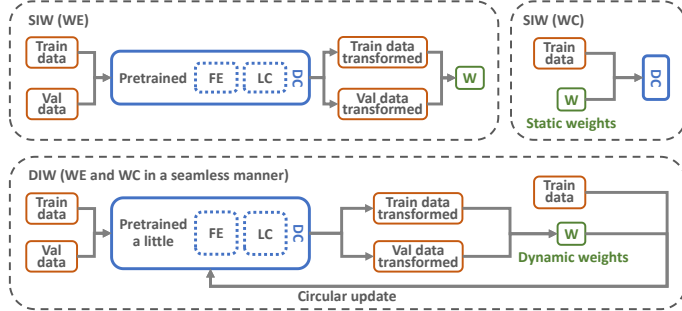 SIW (WE)
Train
data
Val
data
Pretrained
FE
LC
DC
Train data
transformed
Val data
transformed
W
SIW (WC)
Train
data
W
Static weights
DC
DIW (WE and WC in a seamless manner)
Train
data
Val
data
Pretrained
a little
FE
LC
DC
Train data
transformed
Val data
transformed
Train
data
W
Dynamic weights
Circular update